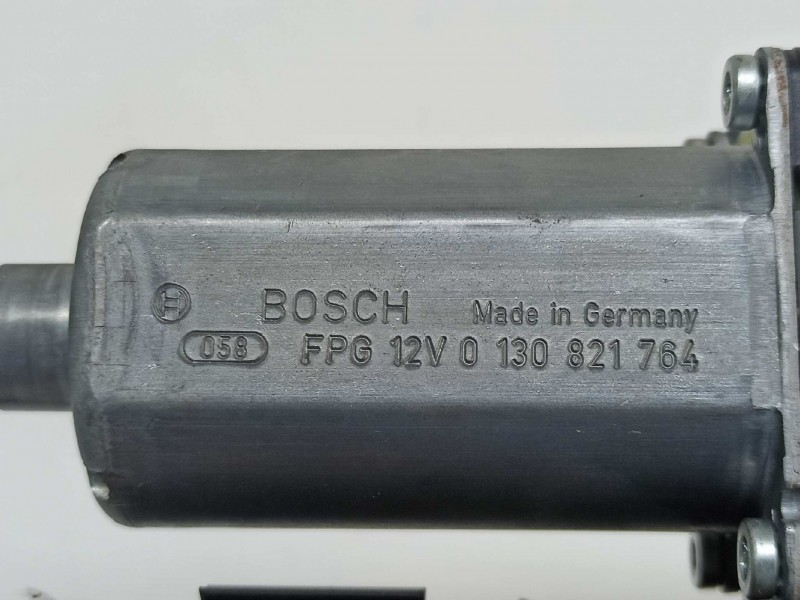 BOSCH Made in Germany
058 FPG 12V 0 130 821 764